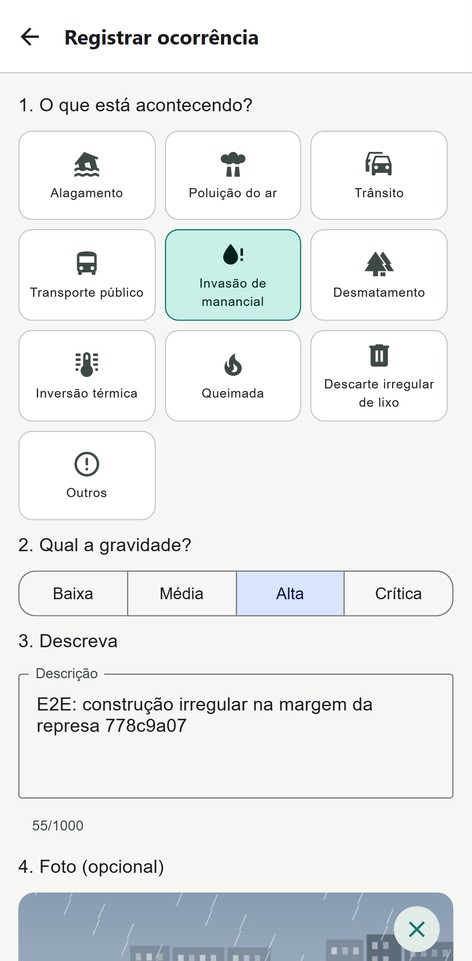 Registrar ocorrência
1. O que está acontecendo?
Alagamento
Poluição do ar
Trânsito
Transporte público
Invasão de
manancial
Desmatamento
Inversão térmica
Queimada
Descarte irregular
de lixo
Outros
2. Qual a gravidade?
Baixa
Média
Alta
Crítica
3. Descreva
Descrição
E2E: construção irregular na margem da
represa 778c9a07
55/1000
4. Foto (opcional)